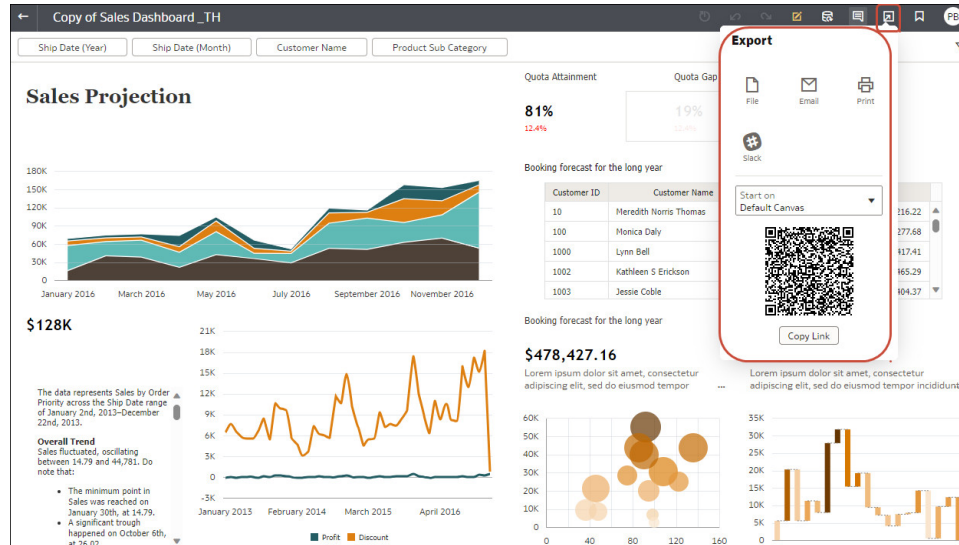 Copy of Sales Dashboard _TH
PB
Ship Date (Year)
Ship Date (Month)
Customer Name
Product Sub Category
Export
File
Email
Print
Slack
Start on
Default Canvas
Copy Link
Sales Projection
Quota Attainment
Quota Gap
81%
12.4%
19%
12.4%
180K
150K
120K
90K
60K
30K
0
January 2016
March 2016
May 2016
July 2016
September 2016
November 2016
Booking forecast for the long year
Customer ID
Customer Name
10
Meredith Norris Thomas
216.22
100
Monica Daly
277.68
1000
Lynn Bell
417.41
1002
Kathleen S Erickson
465.29
1003
Jessie Coble
404.37
$128K
The data represents Sales by Order
Priority across the Ship Date range
of January 2nd, 2013–December
22nd, 2013.
Overall Trend
Sales fluctuated, oscillating
between 14.79 and 44,781. Do
note that:
• The minimum point in
Sales was reached on
January 30th, at 14.79.
• A significant trough
happened on October 6th,
at 26.02
21K
18K
15K
12K
9K
6K
3K
0
-3K
January 2013
February 2014
March 2015
April 2016
Profit
Discount
Booking forecast for the long year
$478,427.16
Lorem ipsum dolor sit amet, consectetur
adipiscing elit, sed do eiusmod tempor ...
Lorem ipsum dolor sit amet, consectetur
adipiscing elit, sed do eiusmod tempor incididunt
60K
50K
40K
30K
20K
10K
0
0
40
80
120
160
35K
30K
25K
20K
15K
10K
5K
0